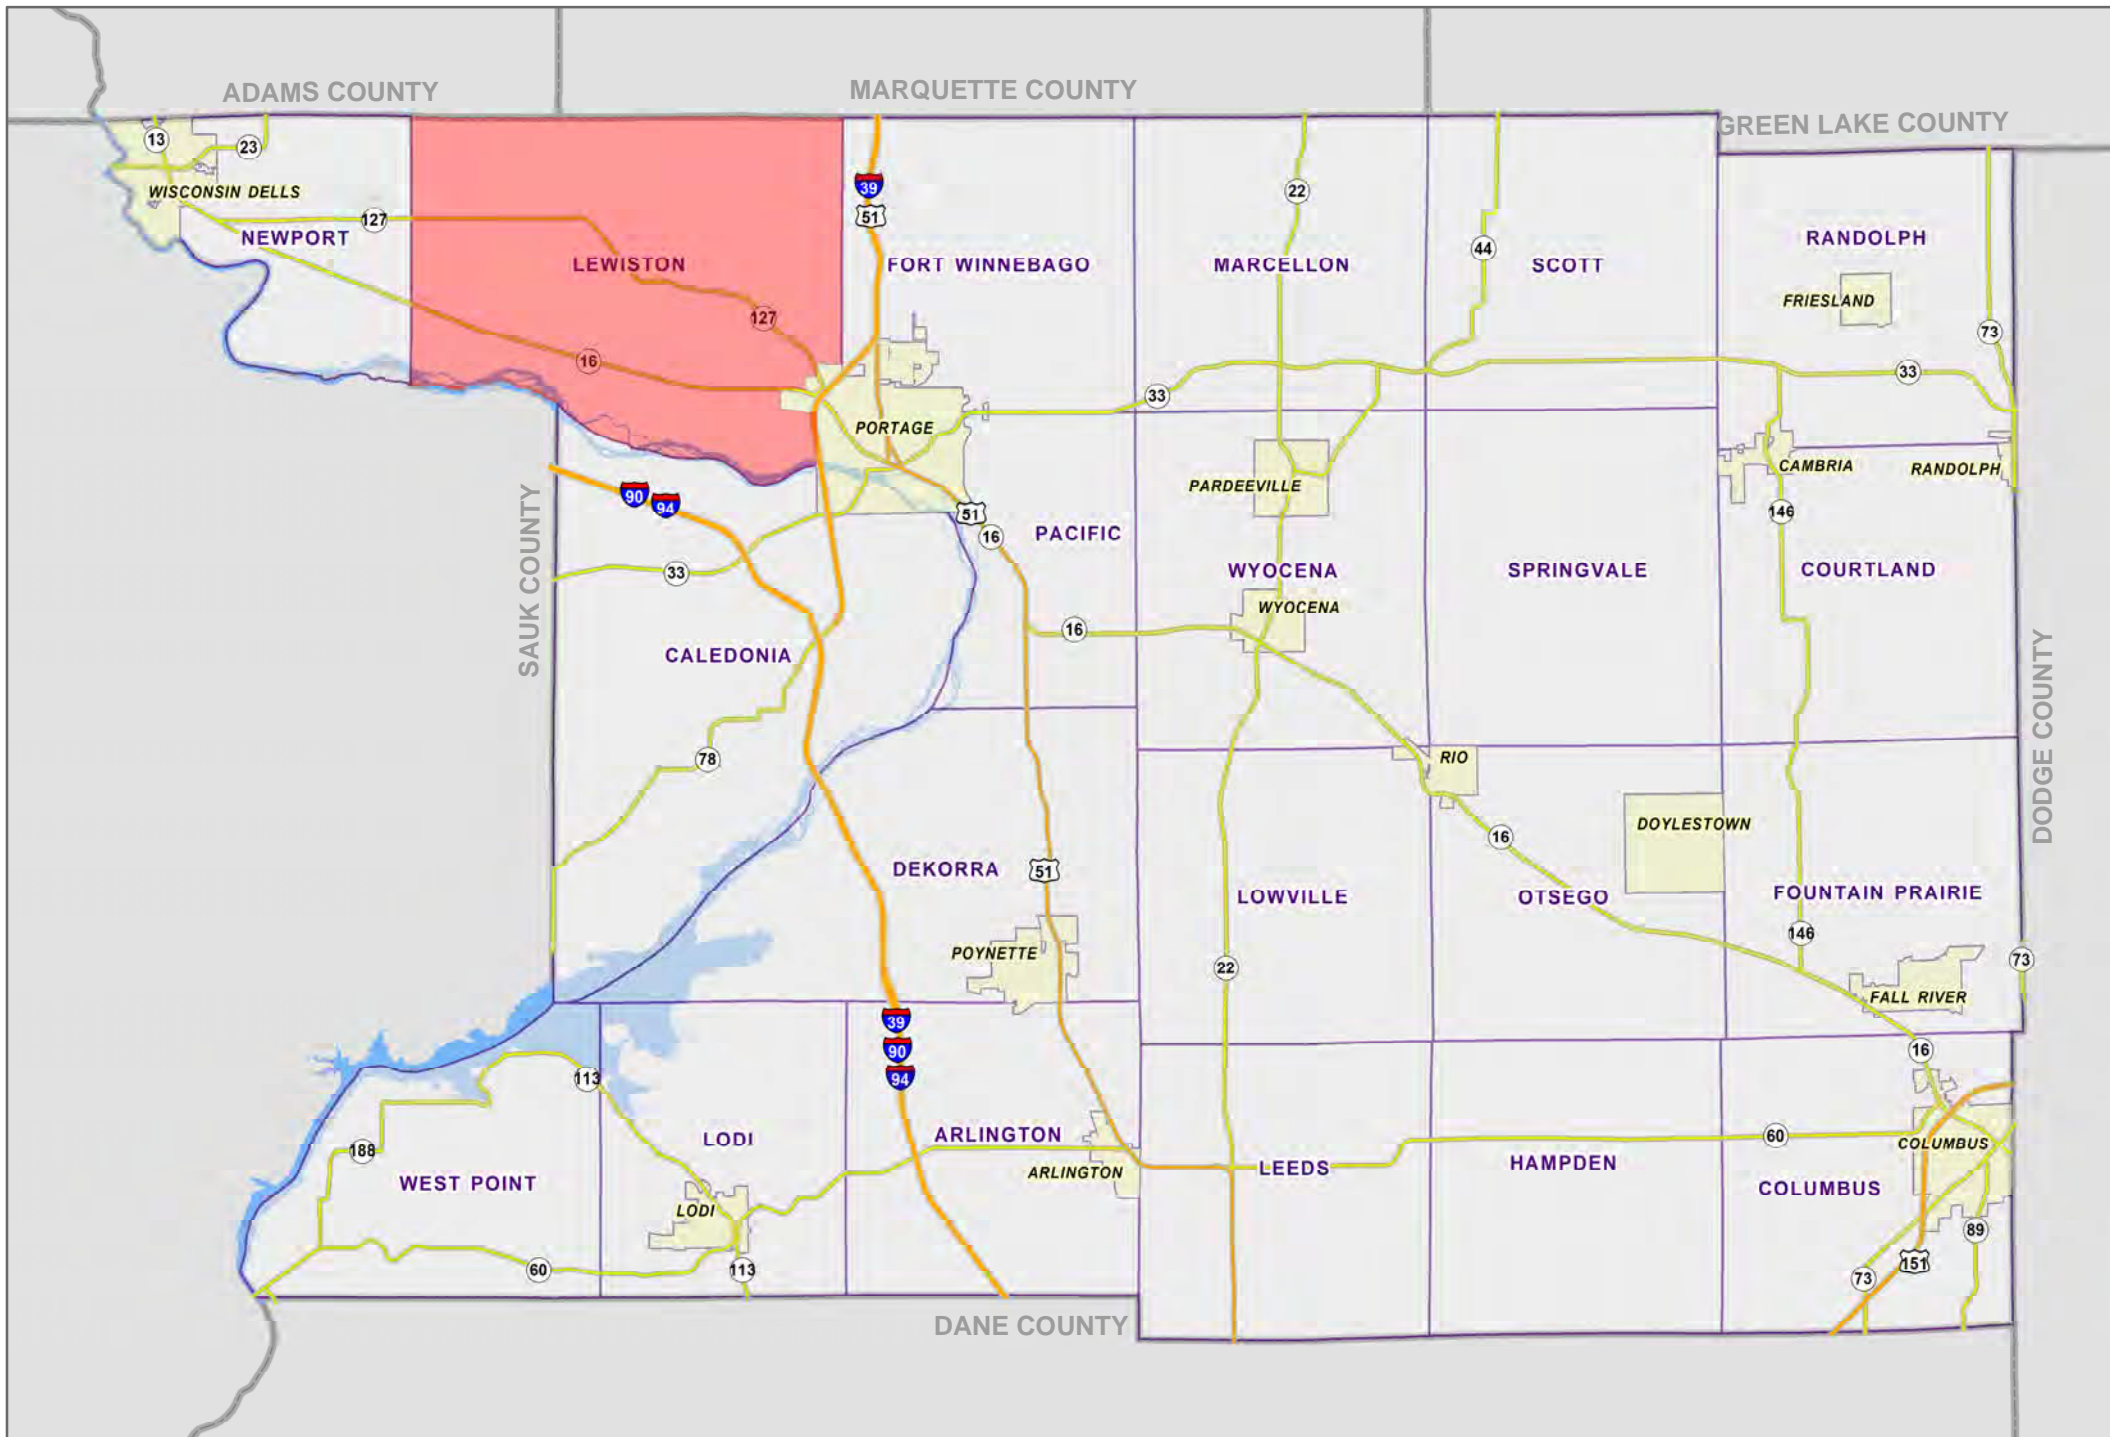 ADAMS COUNTY
MARQUETTE COUNTY
GREEN LAKE COUNTY
13
23
WISCONSIN DELLS
127
NEWPORT
LEWISTON
127
16
39
51
FORT WINNEBAGO
22
MARCELLON
44
SCOTT
RANDOLPH
FRIESLAND
73
33
33
PORTAGE
PARDEEVILLE
CAMBRIA
RANDOLPH
146
90
94
SAUK COUNTY
33
51
16
PACIFIC
WYOCENA
WYOCENA
SPRINGVALE
COURTLAND
16
CALEDONIA
78
RIO
DODGE COUNTY
DOYLESTOWN
16
DEKORRA
51
LOWVILLE
OTSEGO
FOUNTAIN PRAIRIE
146
POYNETTE
22
73
FALL RIVER
39
90
94
16
113
188
LODI
ARLINGTON
ARLINGTON
WEST POINT
LODI
LEEDS
HAMPDEN
60
COLUMBUS
COLUMBUS
89
151
73
60
113
DANE COUNTY